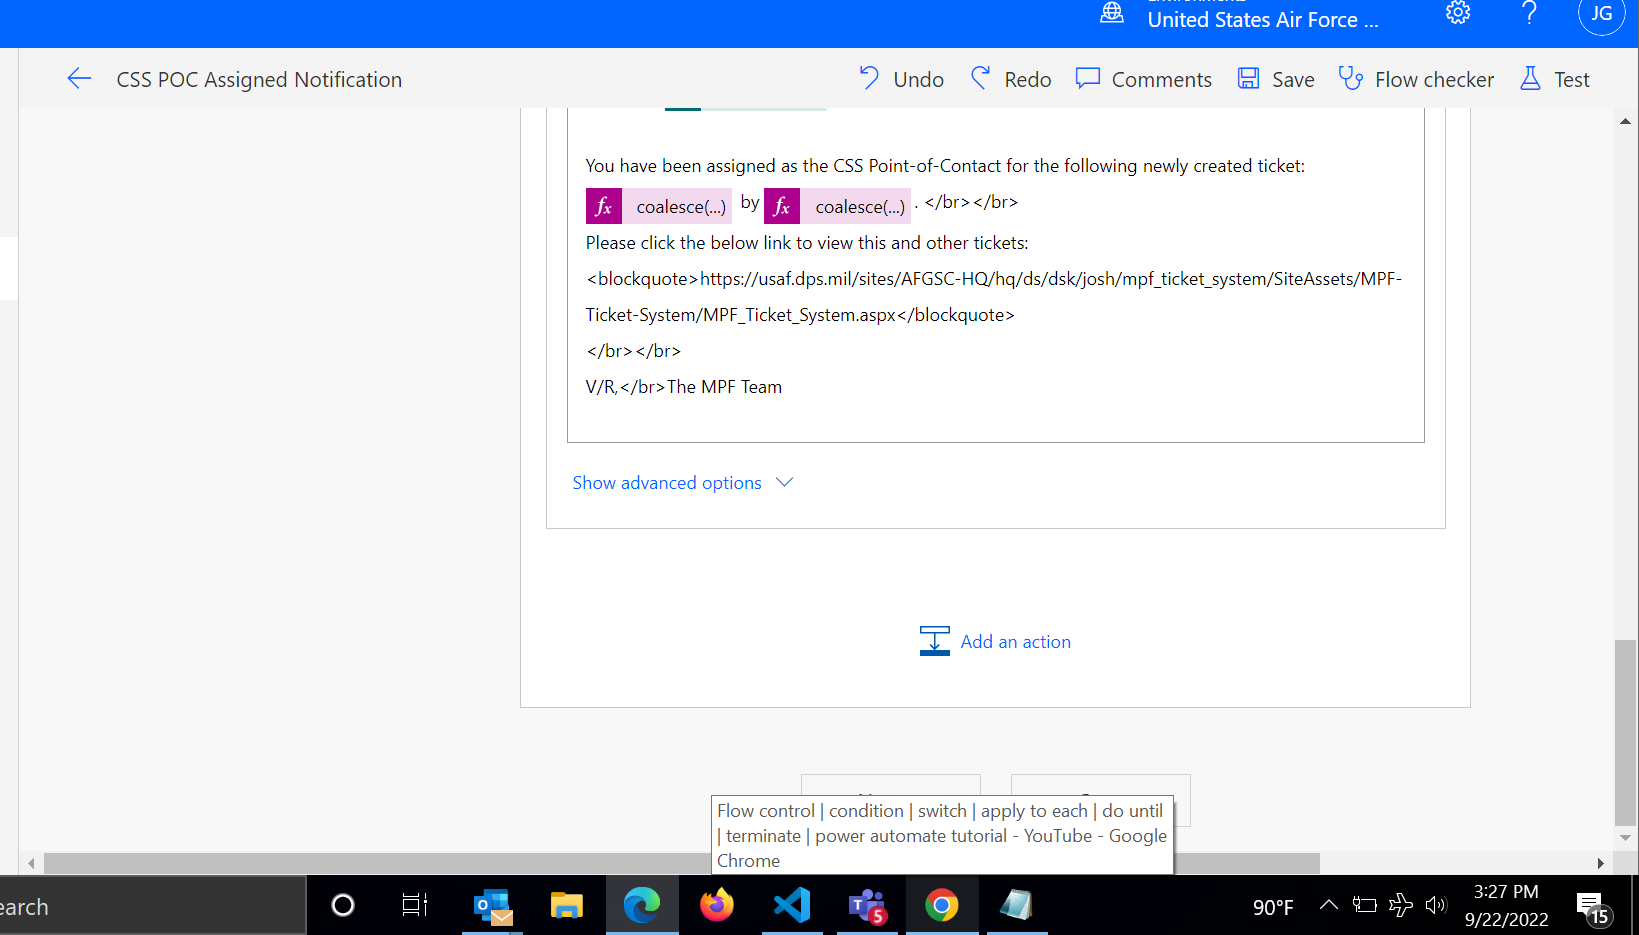 United States Air Force ...
JG
CSS POC Assigned Notification
Undo
Redo
Comments
Save
Flow checker
Test
You have been assigned as the CSS Point-of-Contact for the following newly created ticket:
fx coalesce(...) by fx coalesce(...) . </br></br>
Please click the below link to view this and other tickets:
<blockquote>https://usaf.dps.mil/sites/AFGSC-HQ/hq/ds/dsk/josh/mpf_ticket_system/SiteAssets/MPF-
Ticket-System/MPF_Ticket_System.aspx</blockquote>
</br></br>
V/R,</br>The MPF Team
Show advanced options
Add an action
Flow control | condition | switch | apply to each | do until
| terminate | power automate tutorial - YouTube - Google
Chrome
earch
5
90°F
3:27 PM
9/22/2022
15